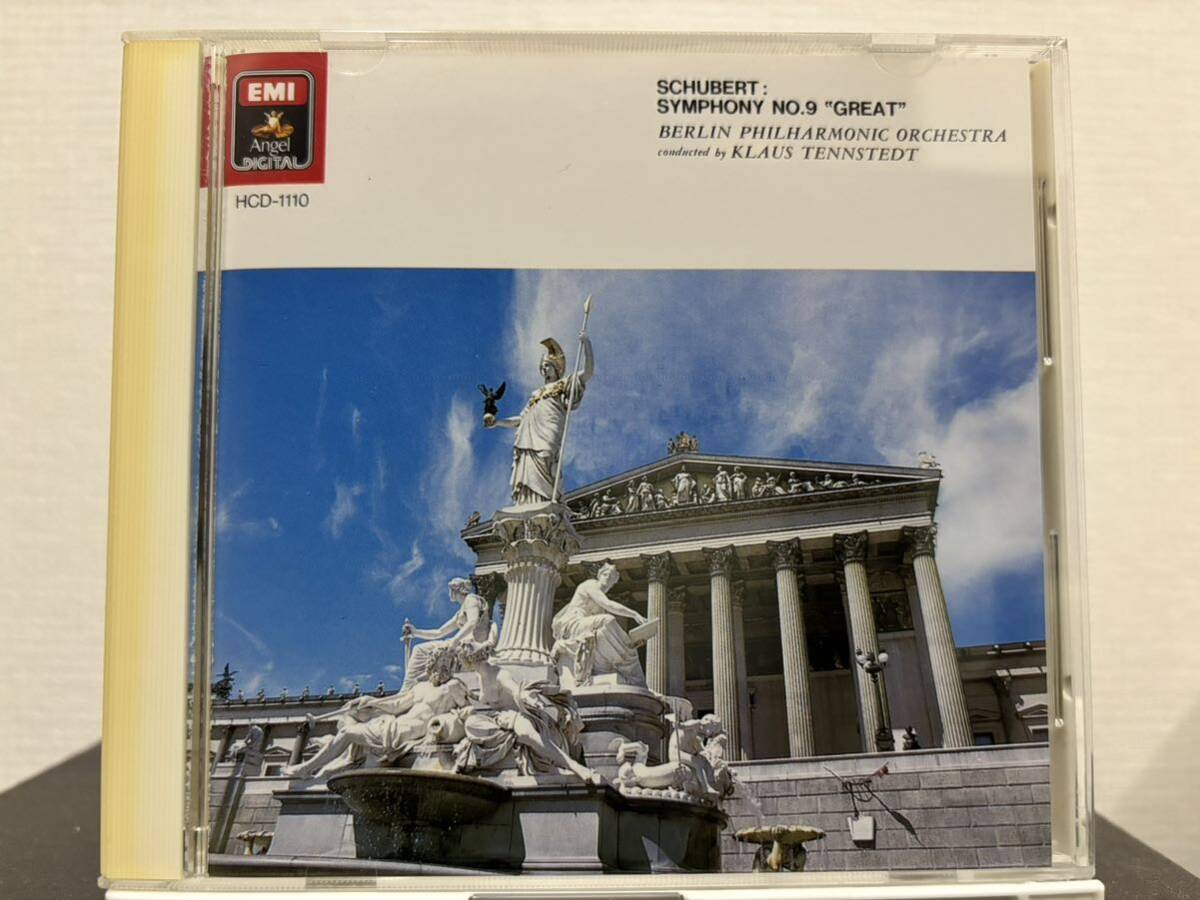 EMI
Angel
DIGITAL
HCD-1110
SCHUBERT:
SYMPHONY NO.9 "GREAT"
BERLIN PHILHARMONIC ORCHESTRA
conducted by KLAUS TENNSTEDT